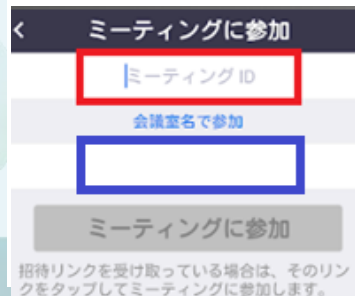 ミーティングに参加
ミーティング ID
会議室名で参加
ミーティングに参加
招待リンクを受け取っている場合は、そのリン
クをタップしてミーティングに参加します。